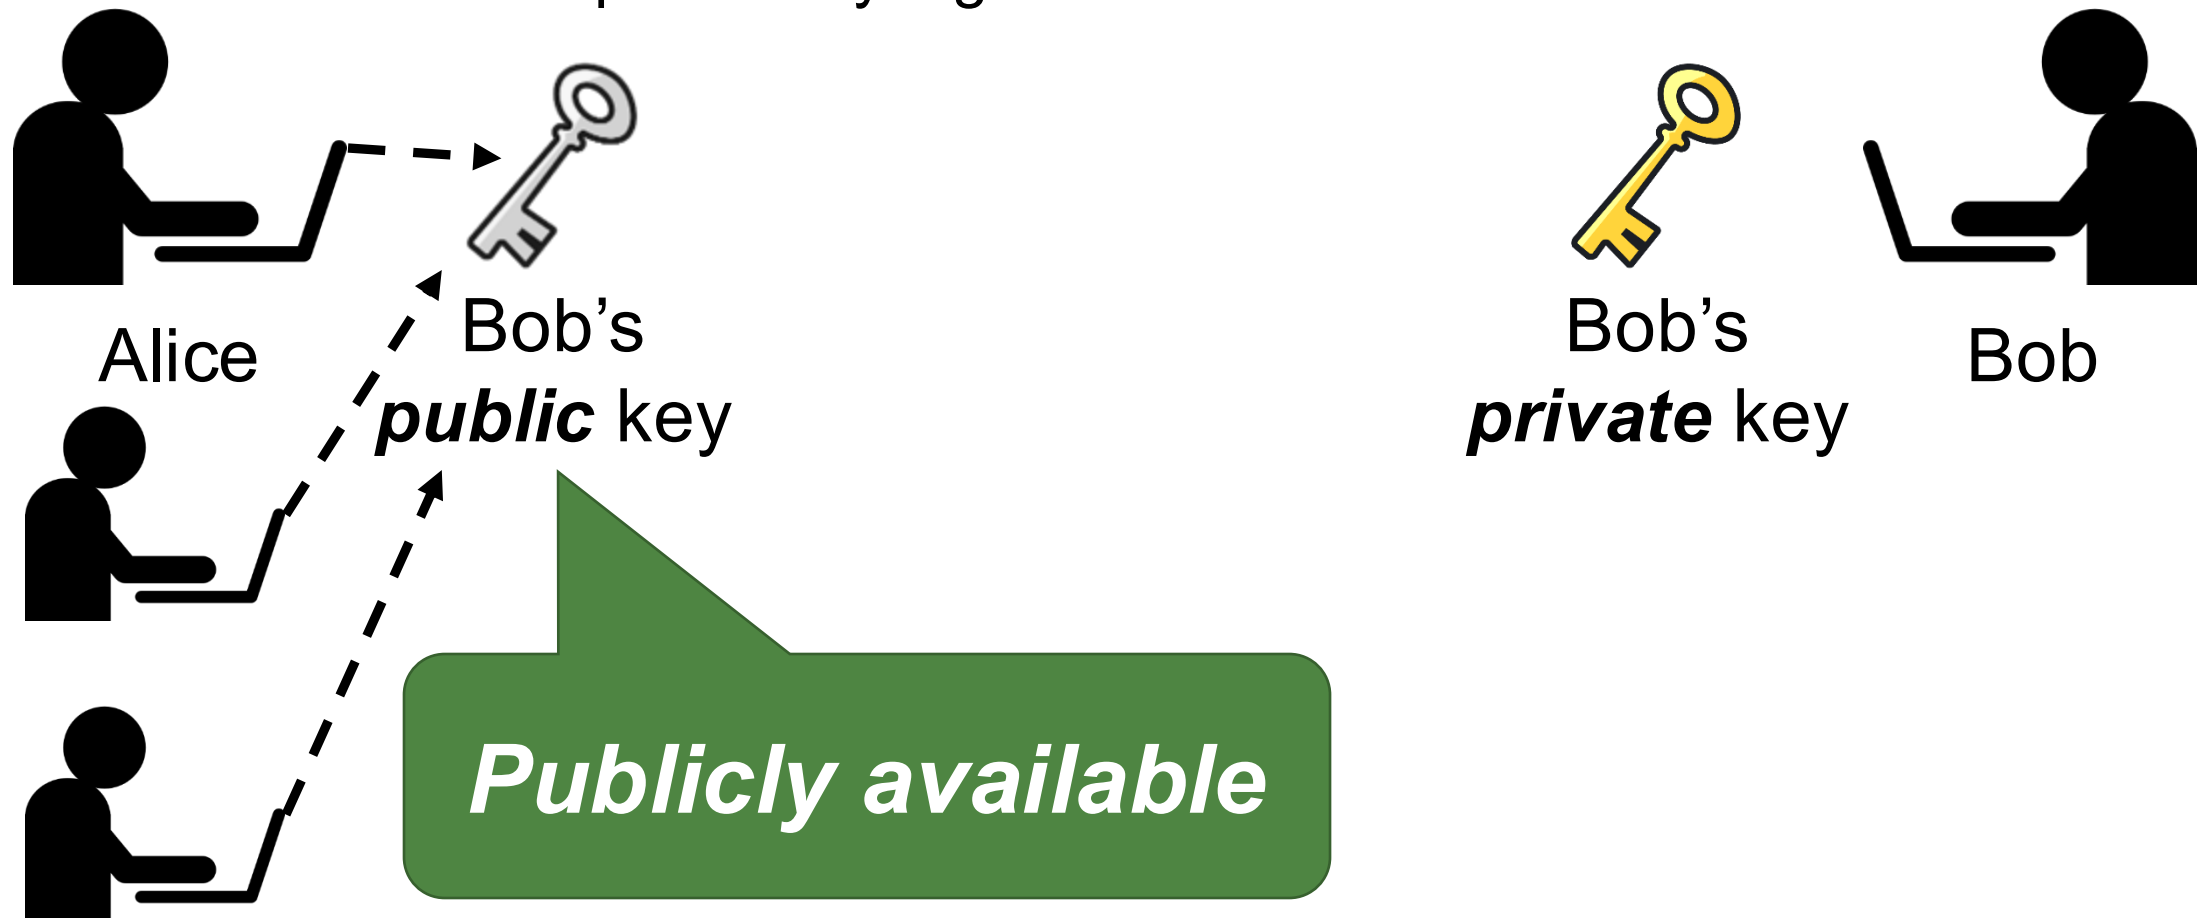 Alice
Bob's
public key
Bob's
private key
Bob
Publicly available